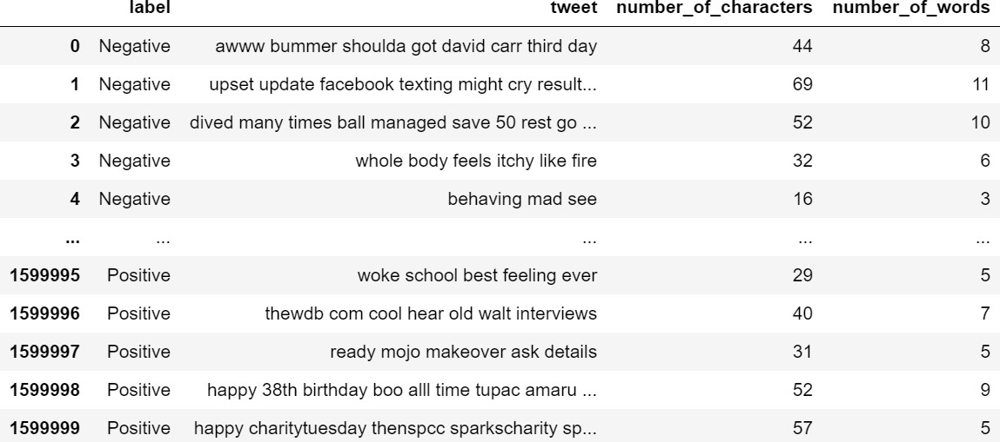 label tweet number_of_characters number_of_words
0 Negative awww bummer shoulda got david carr third day 44 8
1 Negative upset update facebook texting might cry result... 69 11
2 Negative dived many times ball managed save 50 rest go ... 52 10
3 Negative whole body feels itchy like fire 32 6
4 Negative behaving mad see 16 3
... ... ... ... ...
1599995 Positive woke school best feeling ever 29 5
1599996 Positive thewdb com cool hear old walt interviews 40 7
1599997 Positive ready mojo makeover ask details 31 5
1599998 Positive happy 38th birthday boo alll time tupac amaru ... 52 9
1599999 Positive happy charitytuesday thenspcc sparkscharity sp... 57 5